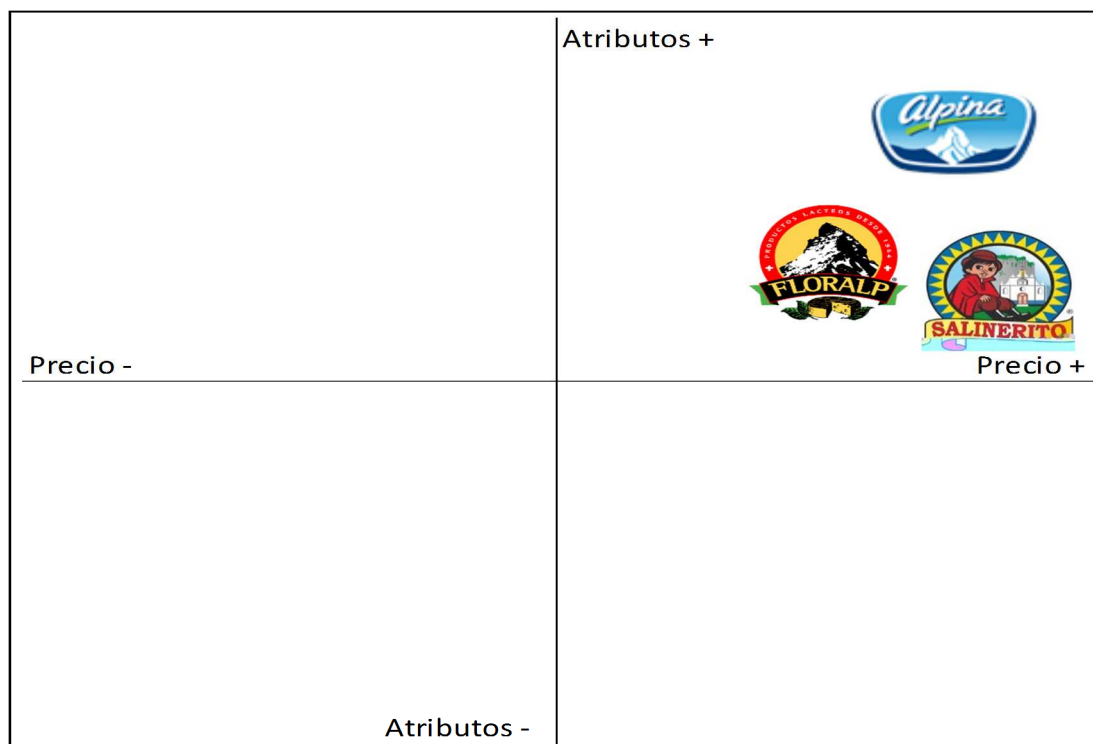 Atributos +
alpina
PRODUCTOS LACTEOS DESDE 1964
FLORALP
SALINERITO
®
Precio -
Precio +
Atributos -